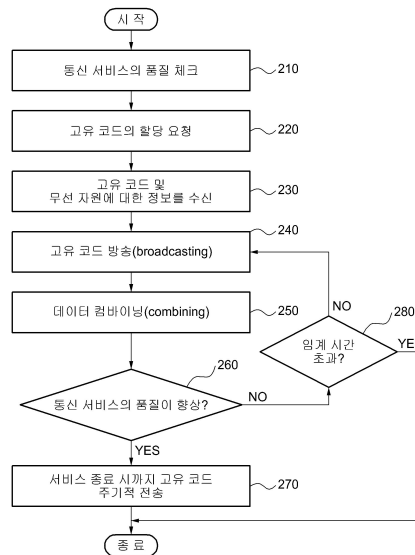 시 작
통신 서비스의 품질 체크
210
고유 코드의 할당 요청
220
고유 코드 및
무선 자원에 대한 정보를 수신
230
240
고유 코드 방송(broadcasting)
데이터 컴바이닝(combining)
250
NO
280
임계 시간
초과?
YE
260
통신 서비스의 품질이 향상?
NO
YES
서비스 종료 시까지 고유 코드
주기적 전송
270
종 료